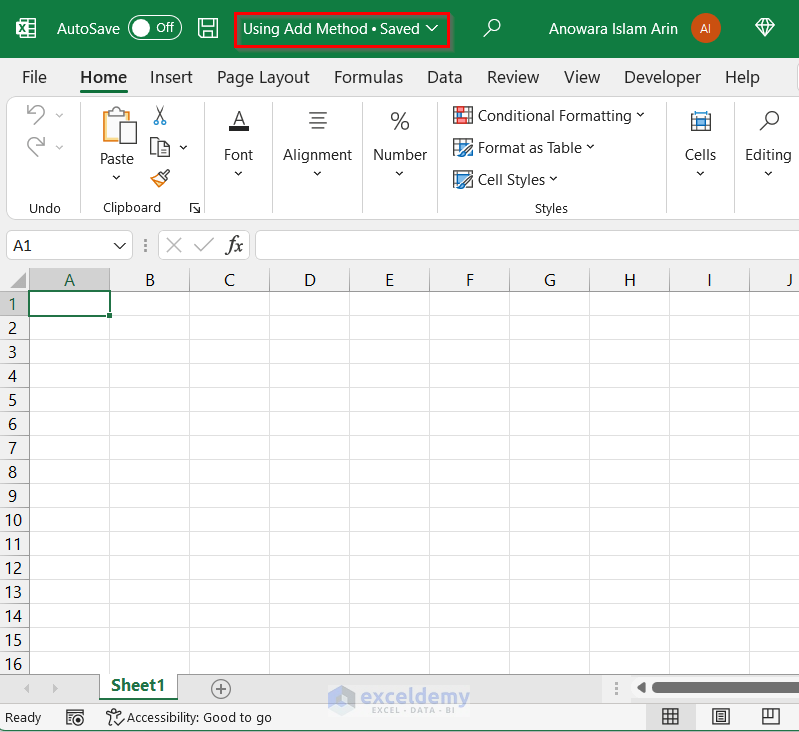 AutoSave Off Using Add Method • Saved Anowara Islam Arin AI
File Home Insert Page Layout Formulas Data Review View Developer Help
Paste
Font
Alignment
%
Number
Conditional Formatting
Format as Table
Cell Styles
Cells
Editing
Undo Clipboard Styles
A1 fx
A B C D E F G H I J
1
2
3
4
5
6
7
8
9
10
11
12
13
14
15
16
Sheet1
exceldemy
EXCEL - DATA - BI
Ready Accessibility: Good to go